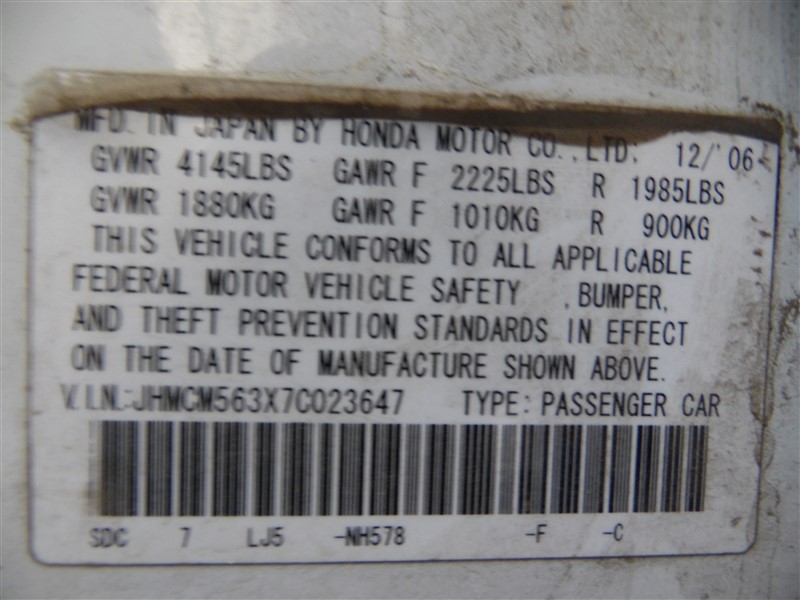 MFD. IN JAPAN BY HONDA MOTOR CO., LTD. 12/'06
GVWR 4145LBS GAWR F 2225LBS R 1985LBS
GVWR 1880KG GAWR F 1010KG R 900KG
THIS VEHICLE CONFORMS TO ALL APPLICABLE
FEDERAL MOTOR VEHICLE SAFETY , BUMPER,
AND THEFT PREVENTION STANDARDS IN EFFECT
ON THE DATE OF MANUFACTURE SHOWN ABOVE.
V.I.N.:JHMCM563X7C023647 TYPE: PASSENGER CAR
SDC 7 LJ5 -NH578 -F -C